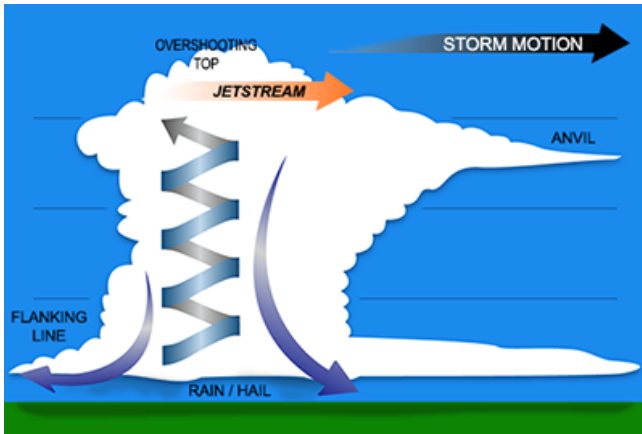 OVERSHOOTING
TOP
STORM MOTION
JETSTREAM
ANVIL
FLANKING
LINE
RAIN / HAIL